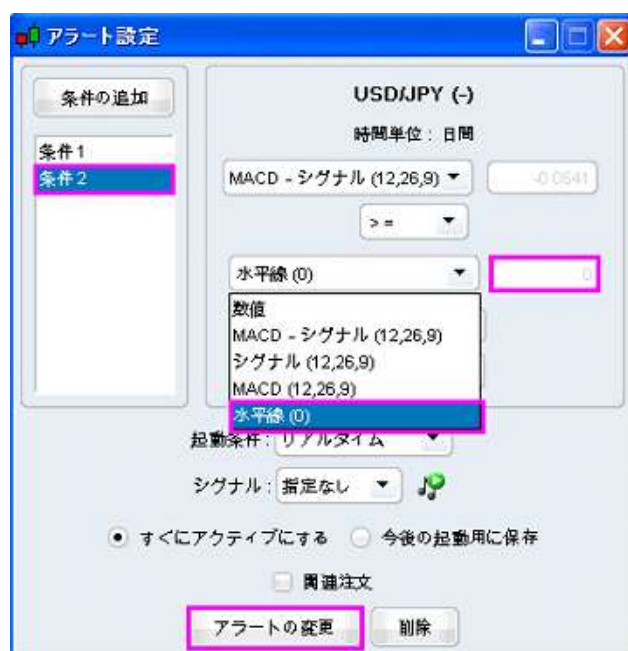 アラート設定
条件の追加
条件1
条件2
USD/JPY (-)
時間単位 : 日間
MACD - シグナル (12,26,9)
-0.0641
>=
水平線 (0)
0
数値
MACD - シグナル (12,26,9)
シグナル (12,26,9)
MACD (12,26,9)
水平線 (0)
起動条件: リアルタイム
シグナル : 指定なし
すぐにアクティブにする
今後の起動用に保存
関連注文
アラートの変更
削除